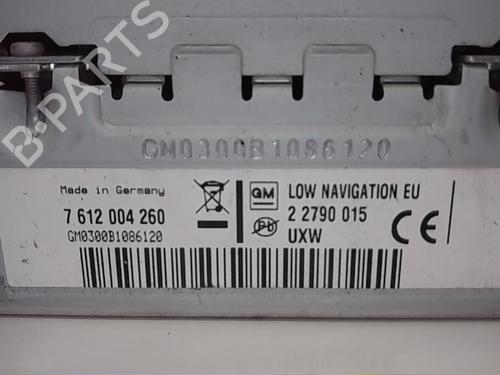 B-PARTS
GM0300B1086120
Made in Germany
7 612 004 260
GM0300B1086120
GM
LOW NAVIGATION EU
2 2790 015
Pb
UXW
CE